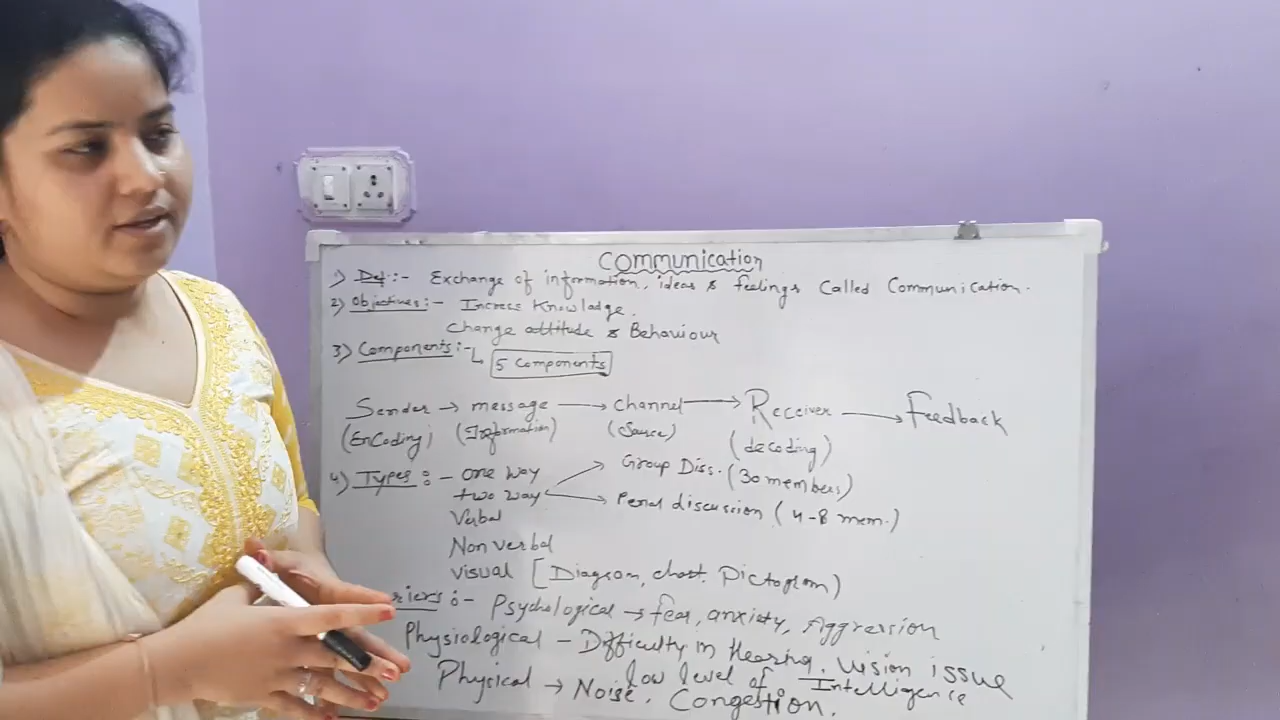 Communication
1) Def:- Exchange of information, ideas & feelings Called Communication.
2) Objectives:- Increse Knowladge.
Change attitude & Behaviour
3) Components:- 5 Components
Sender → message → channel → Receiver → Feedback
(EnCoding) (Information) (Source) (decoding)
4) Types:- one way Group Diss. (30 members)
two way Penal discussion (4-8 mem.)
Verbal
Non verbal
Visual [Diagram, chart. Pictogram)
riers:- Psychological → fear, anxiety, Aggression
Physiological - Difficulty in Hearing. Vision issue
low level of Intelligence
Physical → Noise. Congestion.